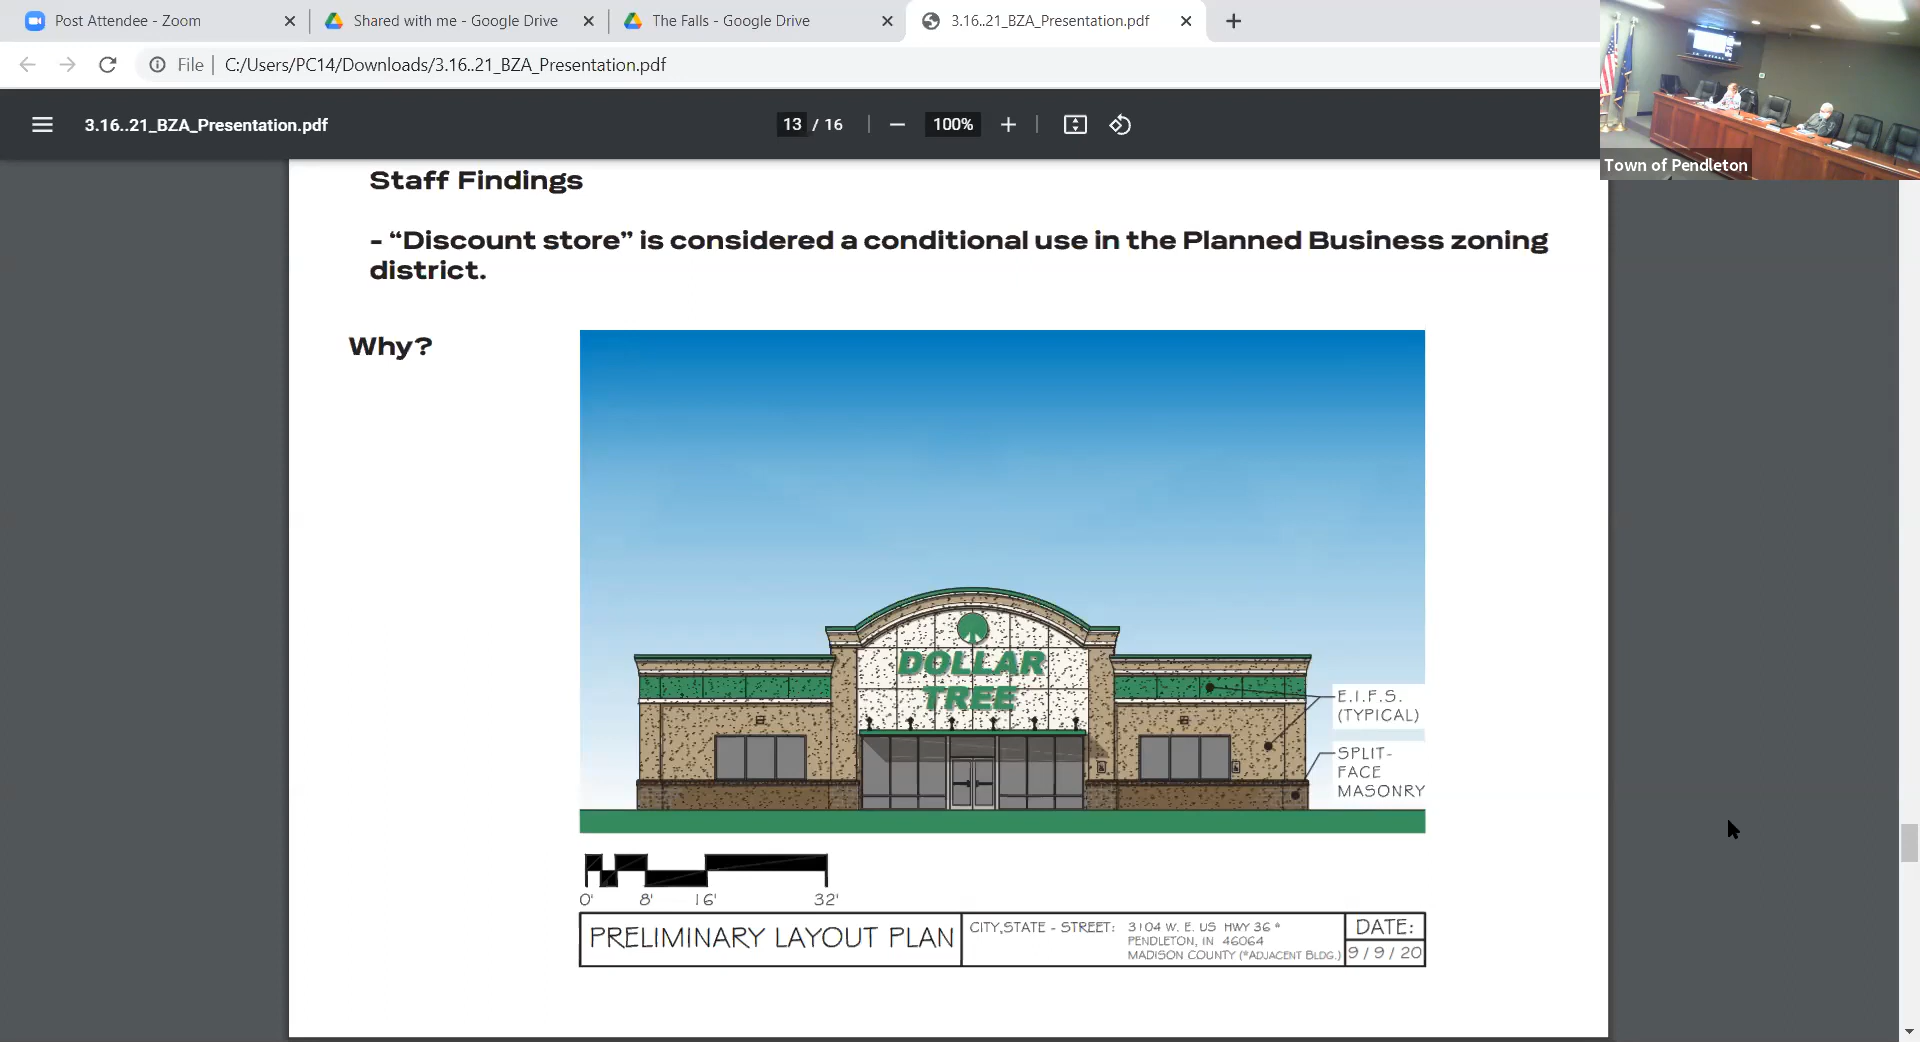 Post Attendee - Zoom
Shared with me - Google Drive
The Falls - Google Drive
3.16..21_BZA_Presentation.pdf
File
C:/Users/PC14/Downloads/3.16..21_BZA_Presentation.pdf
3.16..21_BZA_Presentation.pdf
13 / 16
100%
Town of Pendleton
Staff Findings
- “Discount store” is considered a conditional use in the Planned Business zoning
district.
Why?
DOLLAR
TREE
E.I.F.S.
(TYPICAL)
SPLIT-
FACE
MASONRY
0' 8' 16' 32'
PRELIMINARY LAYOUT PLAN
CITY,STATE - STREET: 3104 W. E. US HWY 36 *
PENDLETON, IN 46064
MADISON COUNTY (*ADJACENT BLDG.)
DATE:
9/9/20